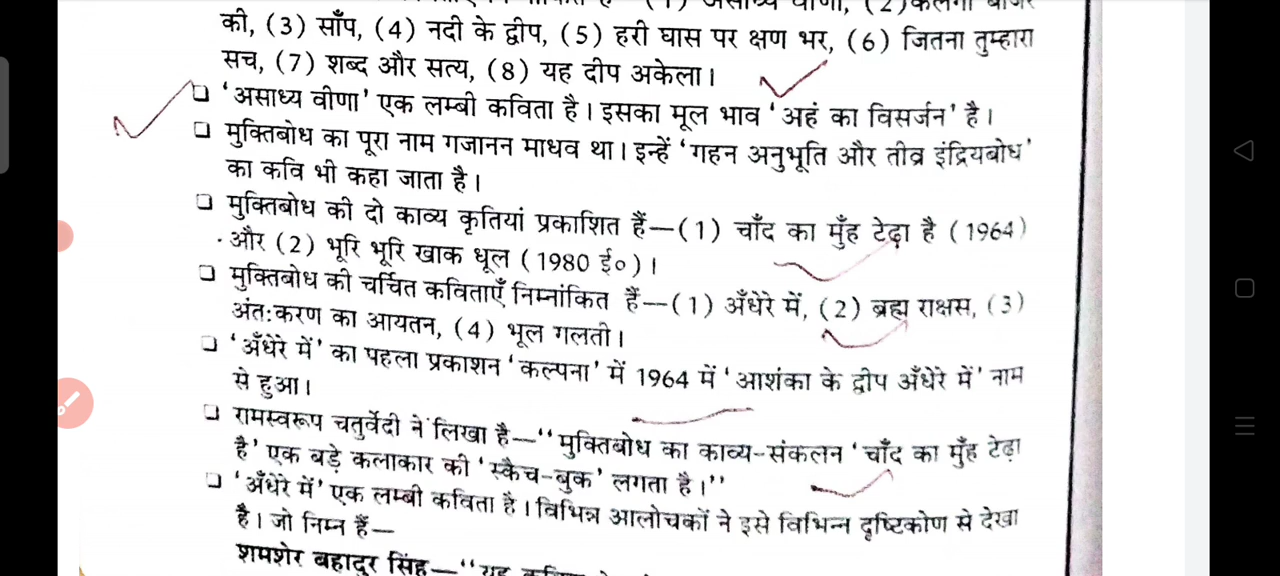 की, (3) साँप, (4) नदी के द्वीप, (5) हरी घास पर क्षण भर, (6) जितना तुम्हारा
सच, (7) शब्द और सत्य, (8) यह दीप अकेला।
❑ ‘असाध्य वीणा’ एक लम्बी कविता है। इसका मूल भाव ‘अहं का विसर्जन’ है।
❑ मुक्तिबोध का पूरा नाम गजानन माधव था। इन्हें ‘गहन अनुभूति और तीव्र इंद्रियबोध’
का कवि भी कहा जाता है।
❑ मुक्तिबोध की दो काव्य कृतियां प्रकाशित हैं—(1) चाँद का मुँह टेढ़ा है (1964)
और (2) भूरि भूरि खाक धूल (1980 ई०)।
❑ मुक्तिबोध की चर्चित कविताएँ निम्नांकित हैं—(1) अँधेरे में, (2) ब्रह्म राक्षस, (3)
अंतःकरण का आयतन, (4) भूल गलती।
❑ ‘अँधेरे में’ का पहला प्रकाशन ‘कल्पना’ में 1964 में ‘आशंका के द्वीप अँधेरे में’ नाम
से हुआ।
❑ रामस्वरूप चतुर्वेदी ने लिखा है—“मुक्तिबोध का काव्य-संकलन ‘चाँद का मुँह टेढ़ा
है’ एक बड़े कलाकार की ‘स्कैच-बुक’ लगता है।”
❑ ‘अँधेरे में’ एक लम्बी कविता है। विभिन्न आलोचकों ने इसे विभिन्न दृष्टिकोण से देखा
है। जो निम्न हैं—
शमशेर बहादुर सिंह—“यह